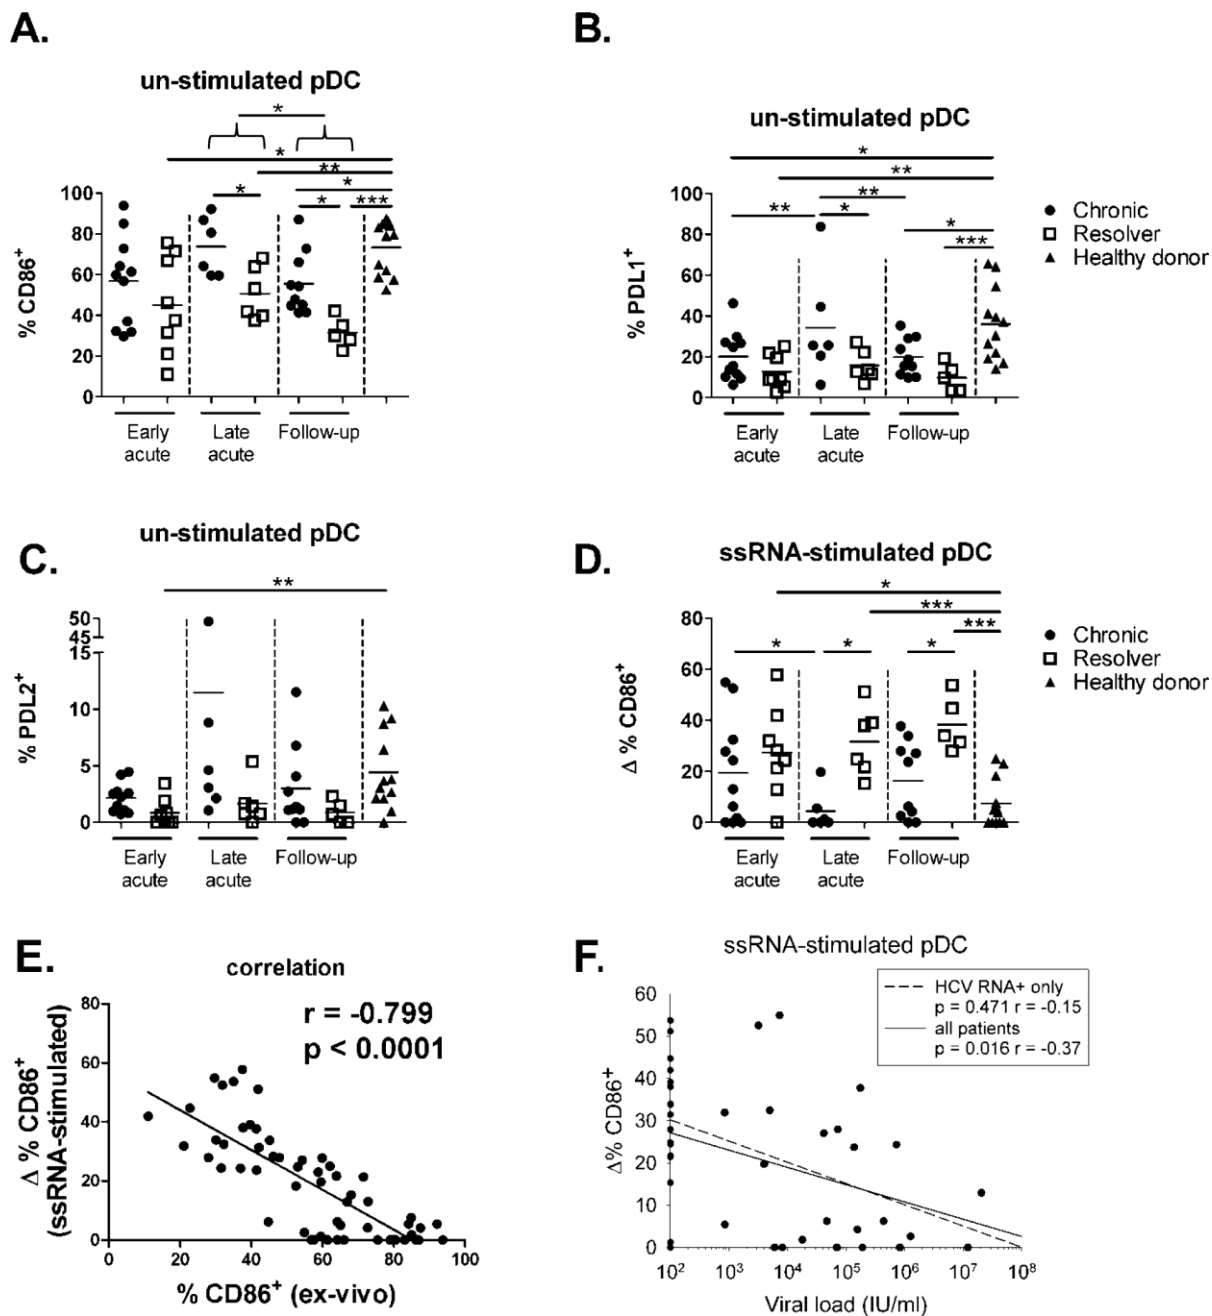 A.
un-stimulated pDC
*
*
**
*
*
*
***
% CD86+
100
80
60
40
20
0
Early acute
Late acute
Follow-up
B.
un-stimulated pDC
*
**
**
**
*
*
***
% PDL1+
100
80
60
40
20
0
Early acute
Late acute
Follow-up
Chronic
Resolver
Healthy donor
C.
un-stimulated pDC
**
% PDL2+
50
45
15
10
5
0
Early acute
Late acute
Follow-up
D.
ssRNA-stimulated pDC
*
***
***
*
*
*
Δ % CD86+
80
60
40
20
0
Early acute
Late acute
Follow-up
Chronic
Resolver
Healthy donor
E.
correlation
r = -0.799
p < 0.0001
Δ % CD86+
(ssRNA-stimulated)
80
60
40
20
0
0 20 40 60 80 100
% CD86+ (ex-vivo)
F.
ssRNA-stimulated pDC
HCV RNA+ only
p = 0.471 r = -0.15
all patients
p = 0.016 r = -0.37
Δ% CD86+
60
50
40
30
20
10
0
10² 10³ 10⁴ 10⁵ 10⁶ 10⁷ 10⁸
Viral load (IU/ml)